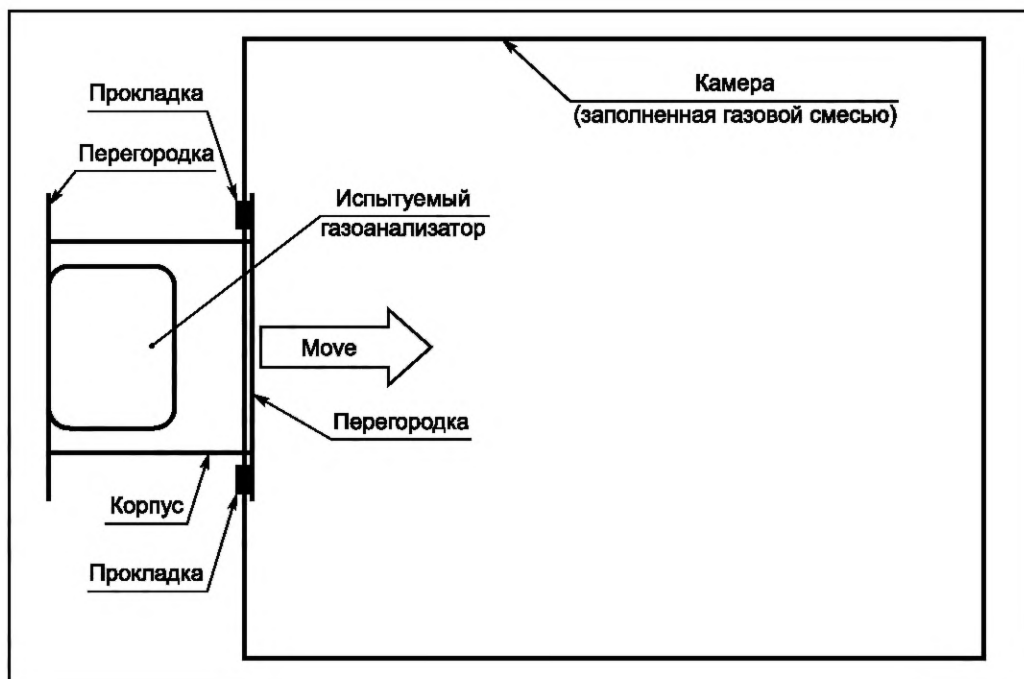 Камера
(заполненная газовой смесью)
Прокладка
Перегородка
Испытуемый
газоанализатор
Move
Перегородка
Корпус
Прокладка